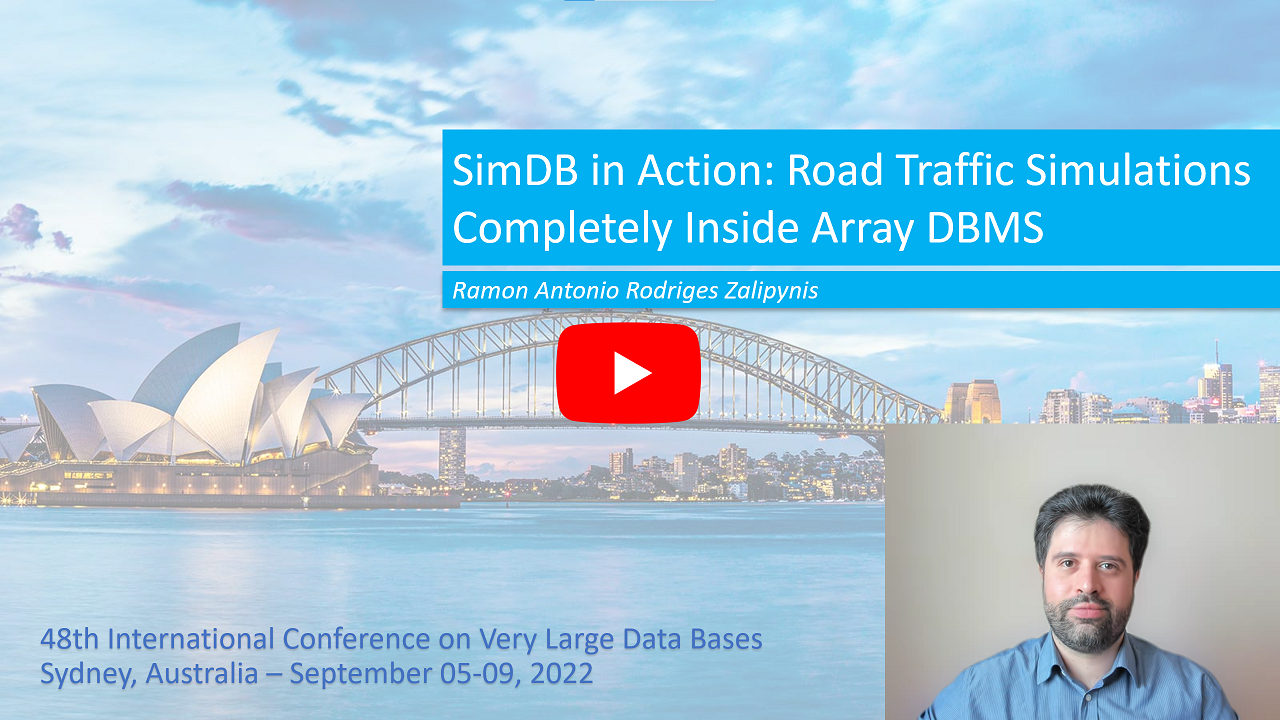 SimDB in Action: Road Traffic Simulations
Completely Inside Array DBMS
Ramon Antonio Rodriges Zalipynis
48th International Conference on Very Large Data Bases
Sydney, Australia – September 05-09, 2022